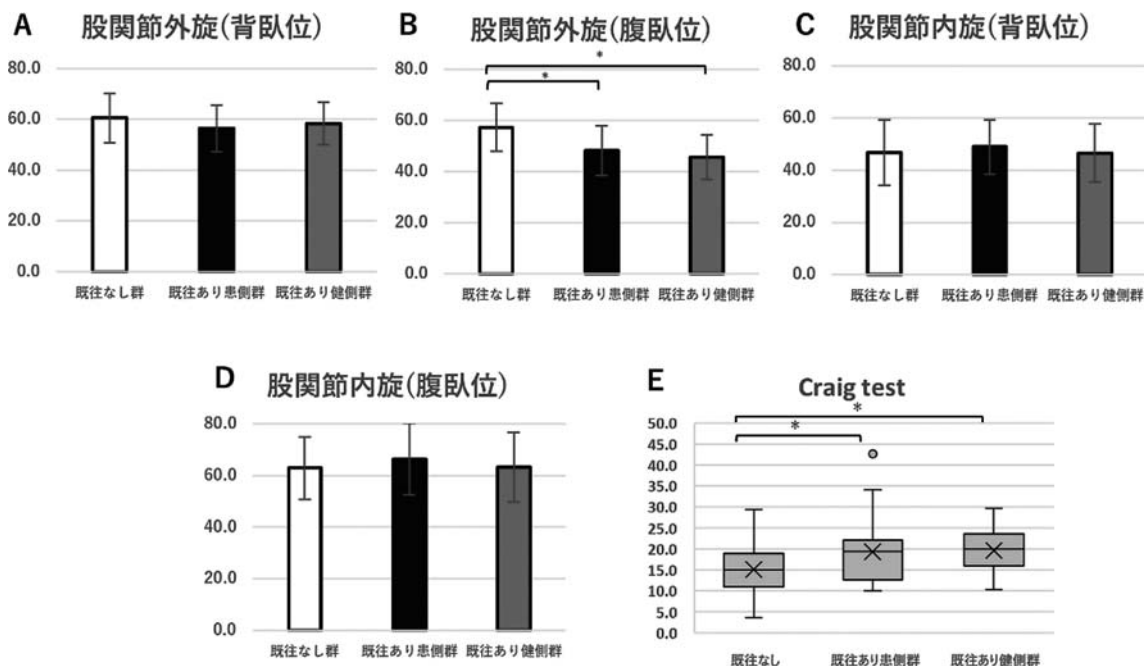 A
股関節外旋(背臥位)
80.0
60.0
40.0
20.0
0.0
既往なし群
既往あり患側群
既往あり健側群
B
股関節外旋(腹臥位)
*
*
80.0
60.0
40.0
20.0
0.0
既往なし群
既往あり患側群
既往あり健側群
C
股関節内旋(背臥位)
80.0
60.0
40.0
20.0
0.0
既往なし群
既往あり患側群
既往あり健側群
D
股関節内旋(腹臥位)
80.0
60.0
40.0
20.0
0.0
既往なし群
既往あり患側群
既往あり健側群
E
Craig test
*
*
50.0
45.0
40.0
35.0
30.0
25.0
20.0
15.0
10.0
5.0
0.0
既往なし
既往あり患側群
既往あり健側群